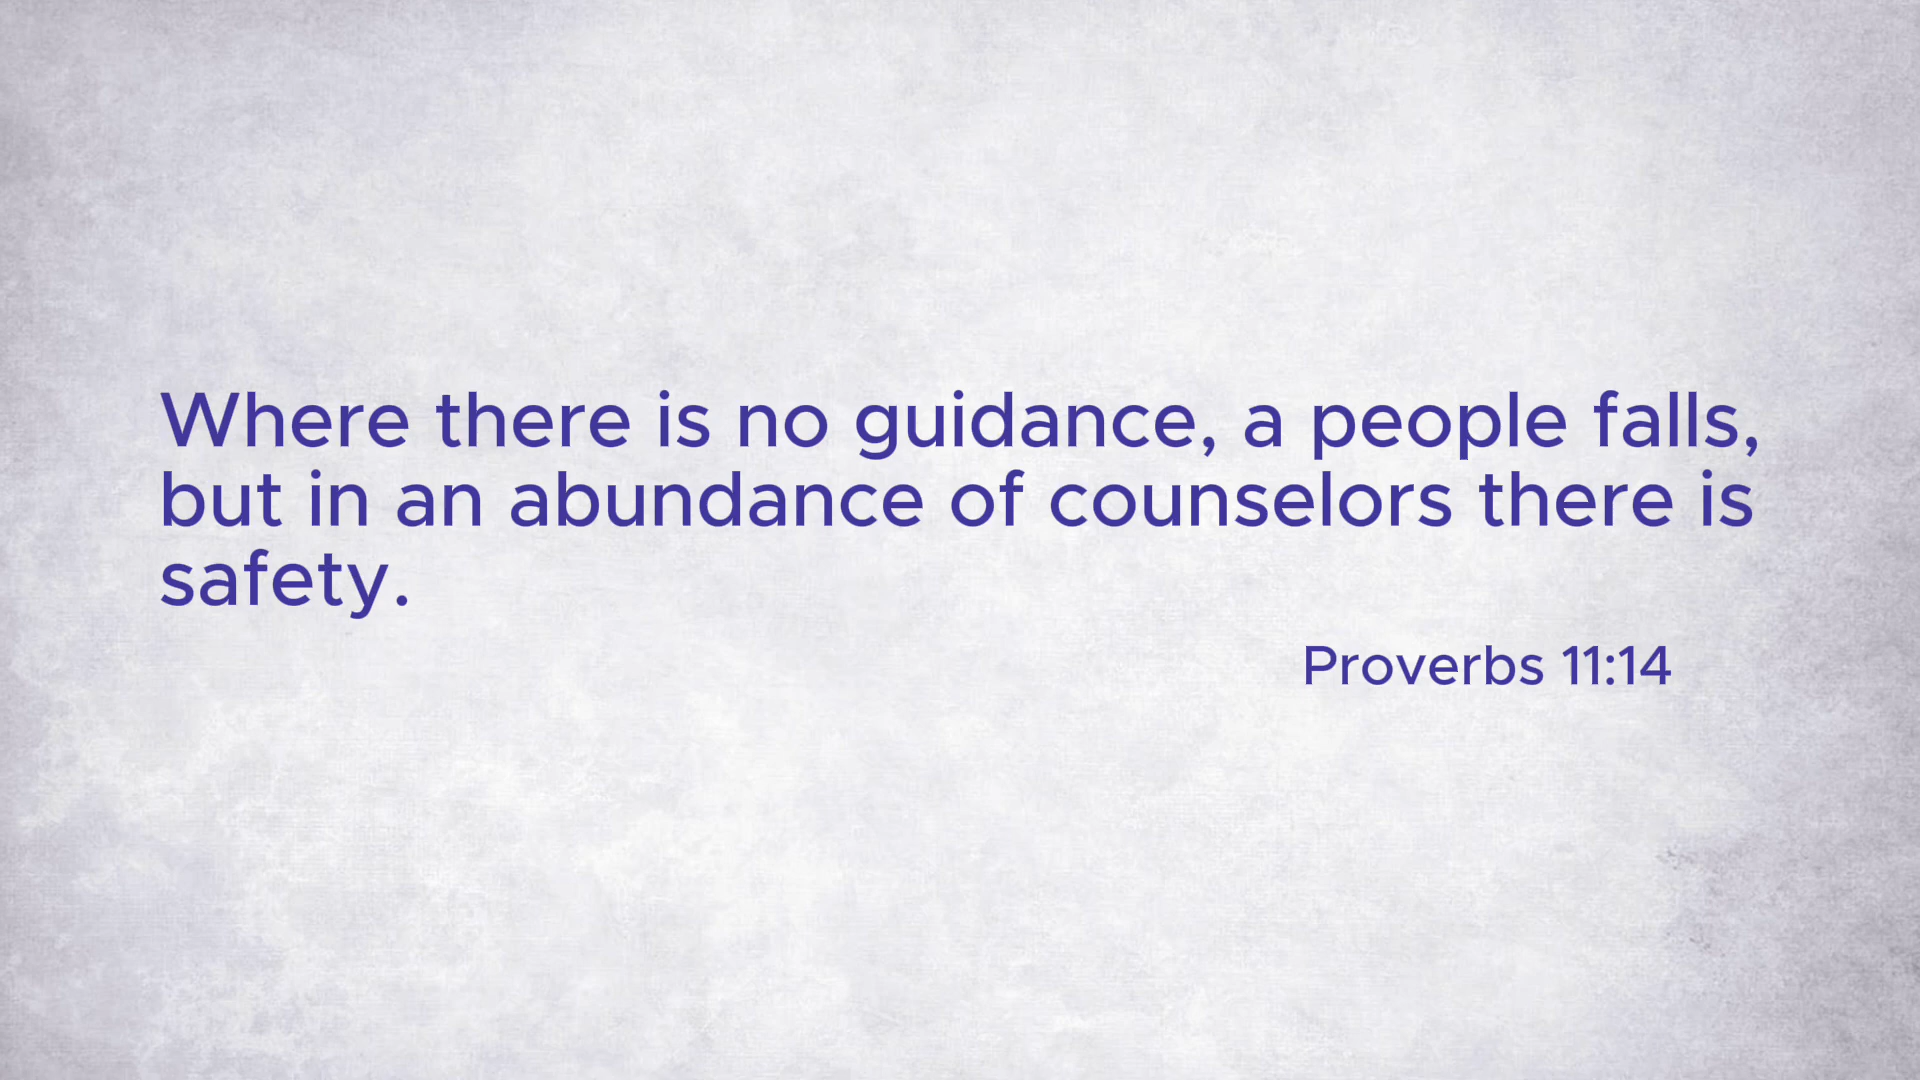 Where there is no guidance, a people falls,
but in an abundance of counselors there is
safety.
Proverbs 11:14